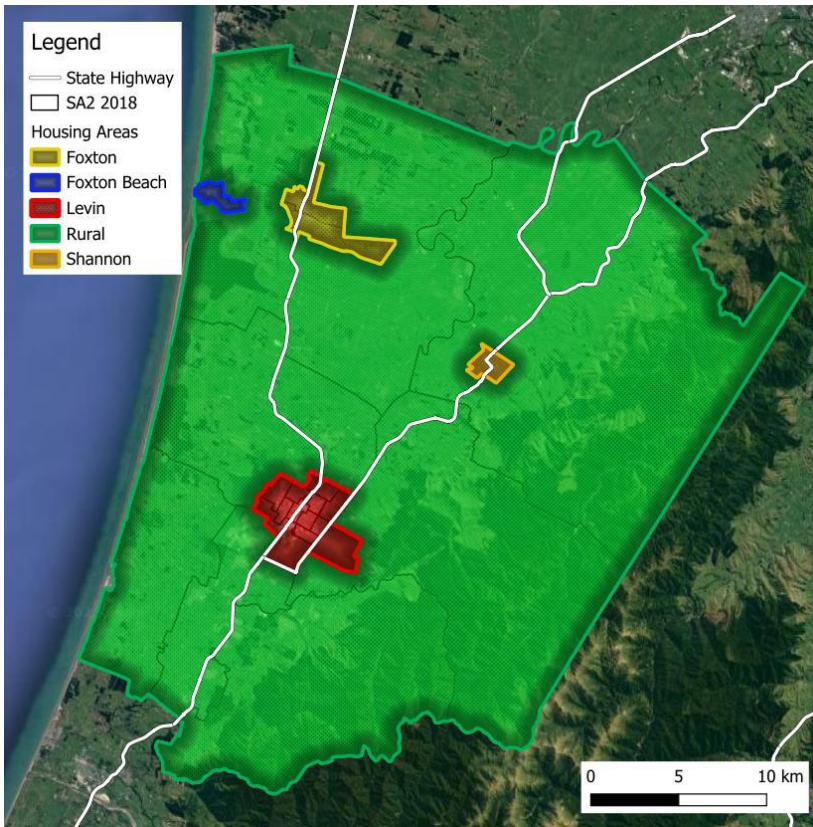 Legend
State Highway
SA2 2018
Housing Areas
Foxton
Foxton Beach
Levin
Rural
Shannon
0 5 10 km